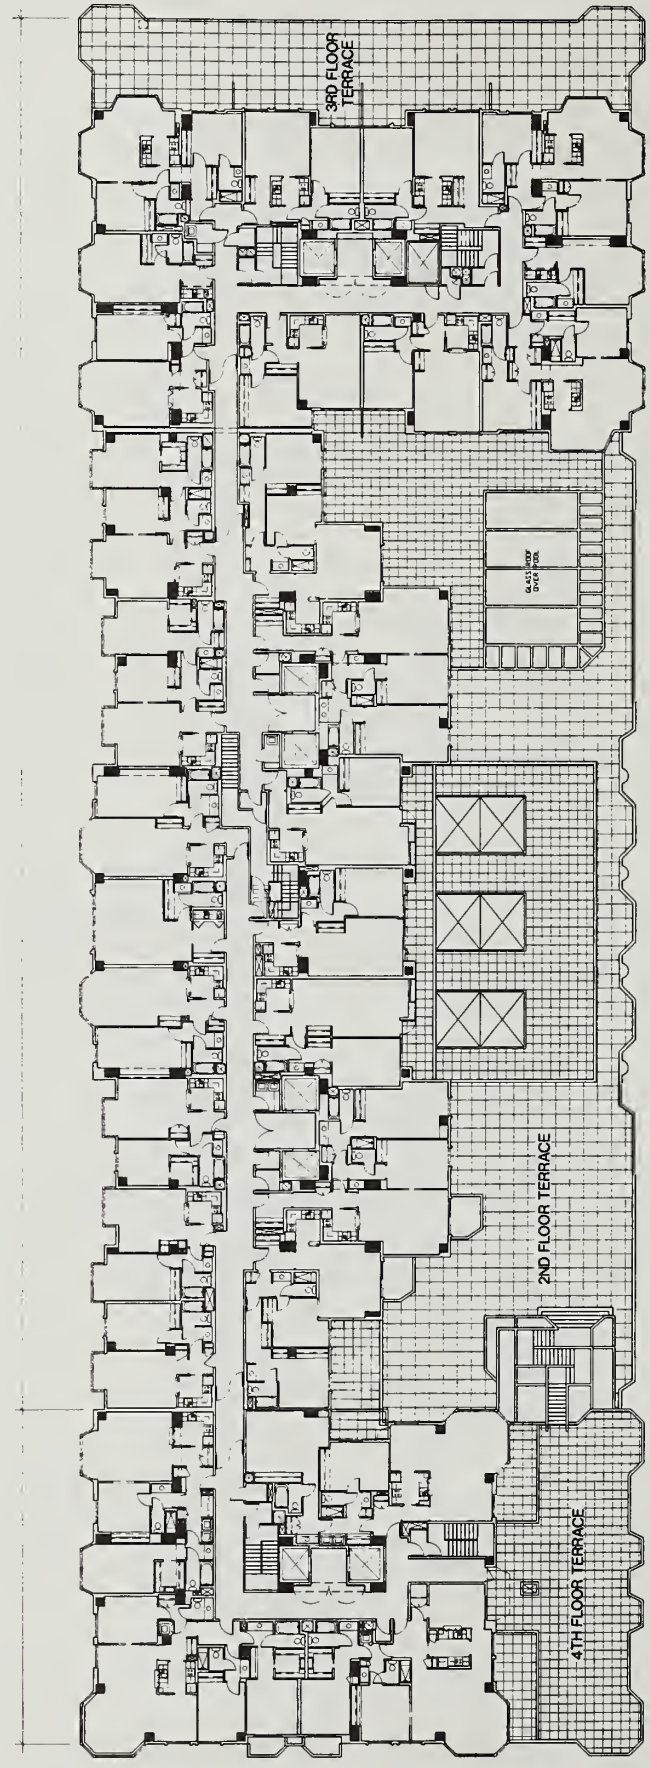 3RD FLOOR
TERRACE
GLASS ROOF
OVER POOL
2ND FLOOR TERRACE
4TH FLOOR TERRACE